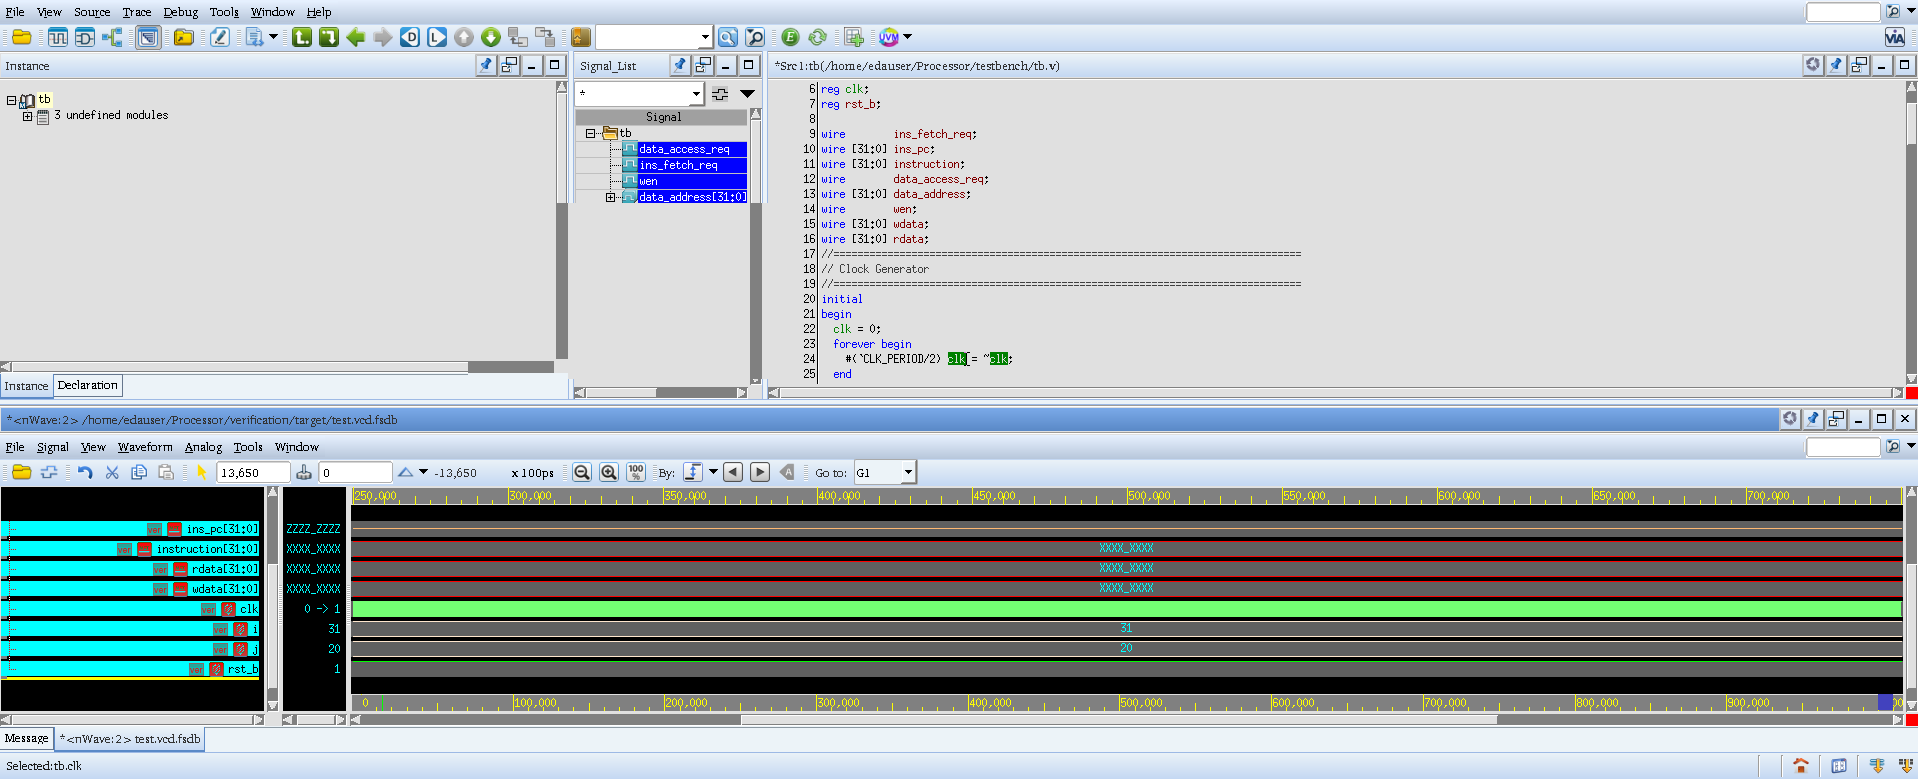 File View Source Trace Debug Tools Window Help
VIA
Instance
tb
3 undefined modules
Instance Declaration
Signal_List
*
Signal
tb
data_access_req
ins_fetch_req
wen
data_address[31:0]
*Src1:tb(/home/edauser/Processor/testbench/tb.v)
6 reg clk;
7 reg rst_b;
8
9 wire ins_fetch_req;
10 wire [31:0] ins_pc;
11 wire [31:0] instruction;
12 wire data_access_req;
13 wire [31:0] data_address;
14 wire wen;
15 wire [31:0] wdata;
16 wire [31:0] rdata;
17 //==============================================================================
18 // Clock Generator
19 //==============================================================================
20 initial
21 begin
22 clk = 0;
23 forever begin
24 #(`CLK_PERIOD/2) clk = ~clk;
25 end
*<nWave:2> /home/edauser/Processor/verification/target/test.vcd.fsdb
File Signal View Waveform Analog Tools Window
13,650 0 -13,650 x 100ps 100% By: Go to: G1
250,000 300,000 350,000 400,000 450,000 500,000 550,000 600,000 650,000 700,000
ver ins_pc[31:0] ZZZZ_ZZZZ
ver instruction[31:0] XXXX_XXXX XXXX_XXXX
ver rdata[31:0] XXXX_XXXX XXXX_XXXX
ver wdata[31:0] XXXX_XXXX XXXX_XXXX
ver clk 0 -> 1
ver i 31 31
ver j 20 20
ver rst_b 1
0 100,000 200,000 300,000 400,000 500,000 600,000 700,000 800,000 900,000
Message *<nWave:2> test.vcd.fsdb
Selected:tb.clk